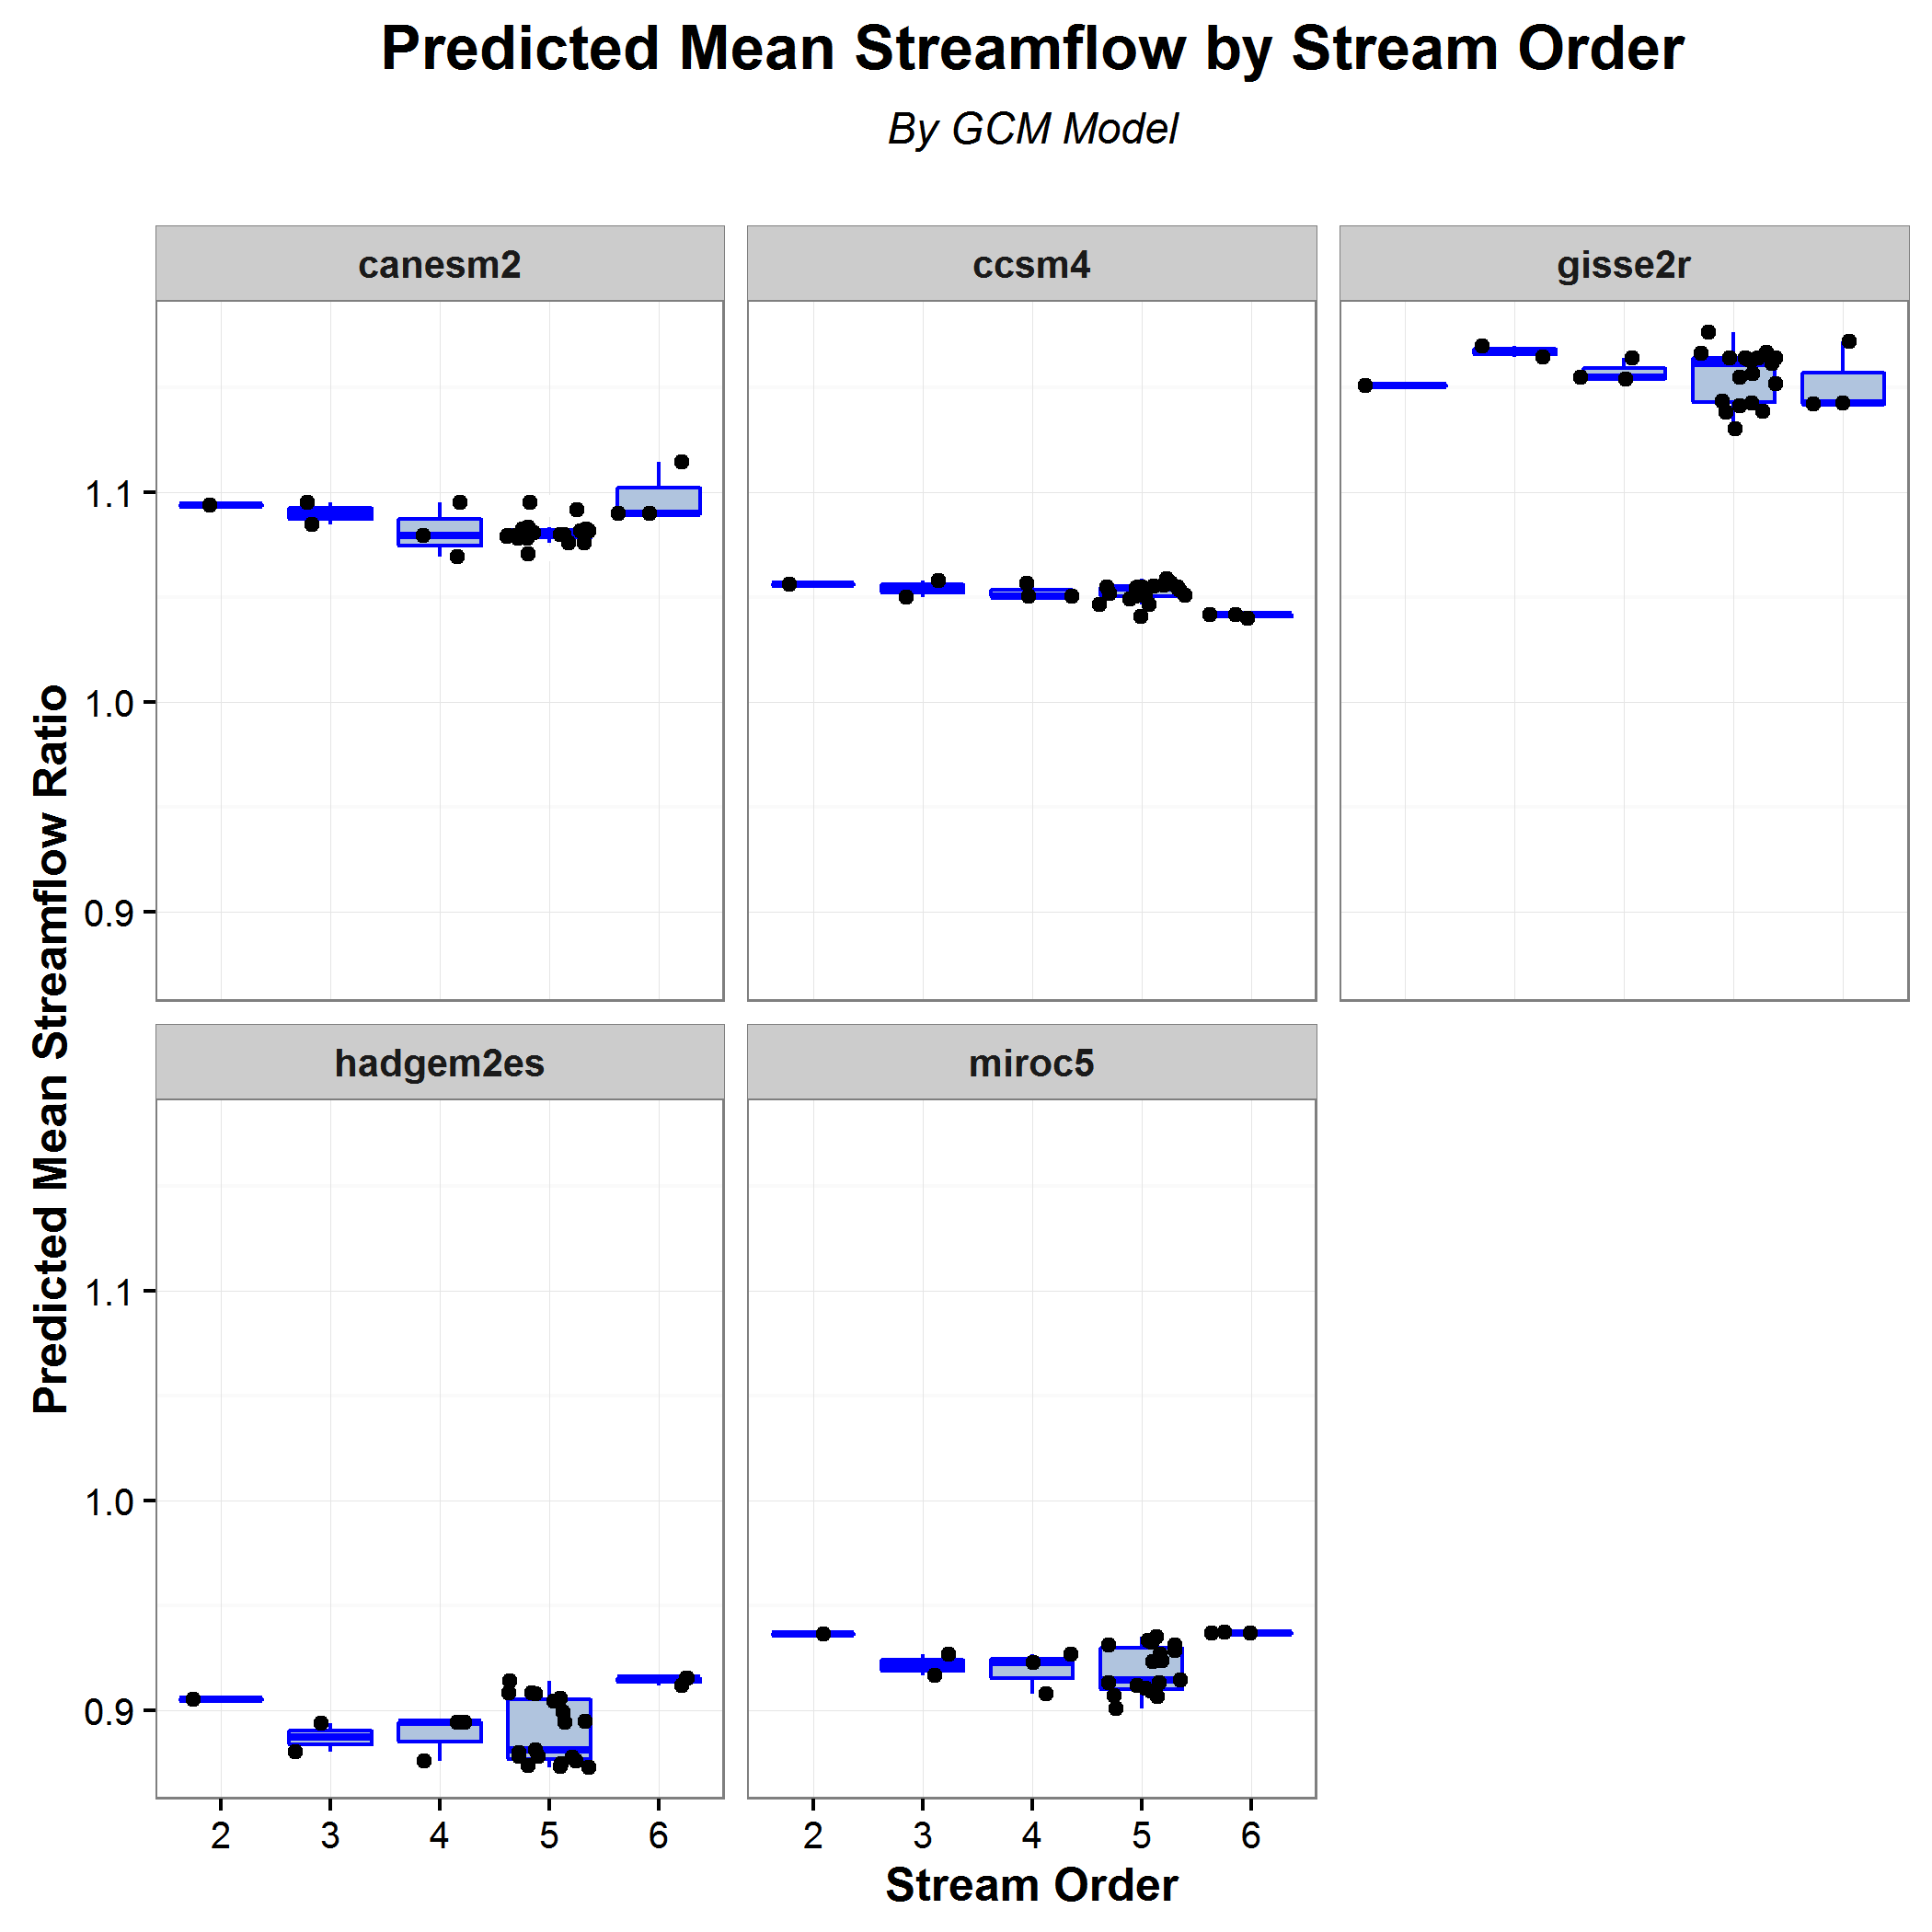 Predicted Mean Streamflow by Stream Order
By GCM Model
canesm2
ccsm4
gisse2r
1.1
1.0
0.9
Predicted Mean Streamflow Ratio
hadgem2es
miroc5
1.1
1.0
0.9
2 3 4 5 6
2 3 4 5 6
Stream Order